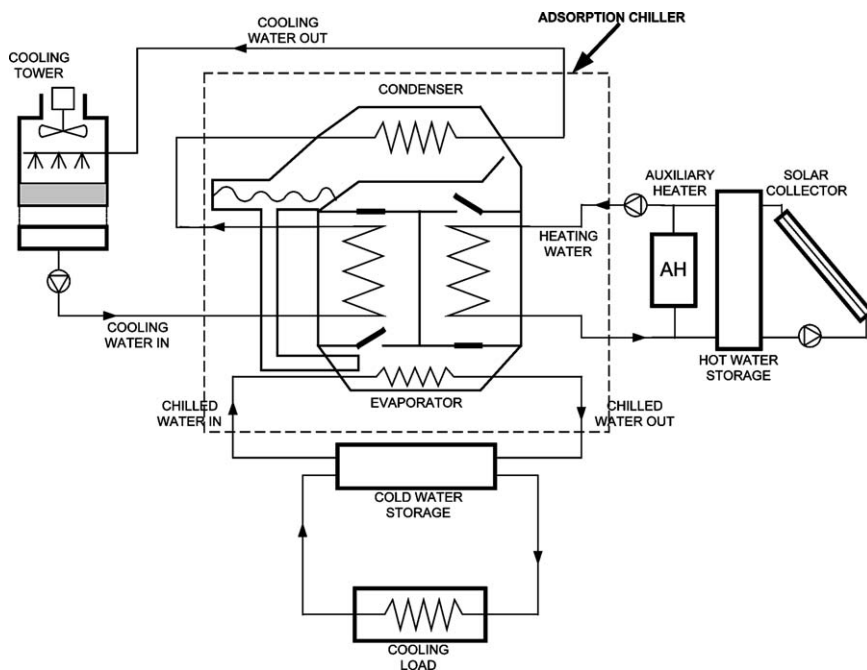 COOLING
WATER OUT
ADSORPTION CHILLER
COOLING
TOWER
CONDENSER
AUXILIARY
HEATER
SOLAR
COLLECTOR
HEATING
WATER
AH
COOLING
WATER IN
HOT WATER
STORAGE
EVAPORATOR
CHILLED
WATER IN
CHILLED
WATER OUT
COLD WATER
STORAGE
COOLING
LOAD